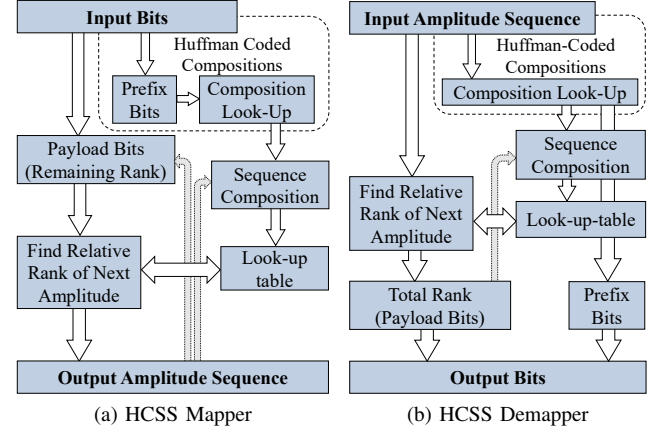 Input Bits
Huffman Coded
Compositions
Prefix
Bits
Composition
Look-Up
Payload Bits
(Remaining Rank)
Sequence
Composition
Find Relative
Rank of Next
Amplitude
Look-up
table
Output Amplitude Sequence
(a) HCSS Mapper
Input Amplitude Sequence
Huffman-Coded
Compositions
Composition Look-Up
Sequence
Composition
Find Relative
Rank of Next
Amplitude
Look-up-table
Total Rank
(Payload Bits)
Prefix
Bits
Output Bits
(b) HCSS Demapper